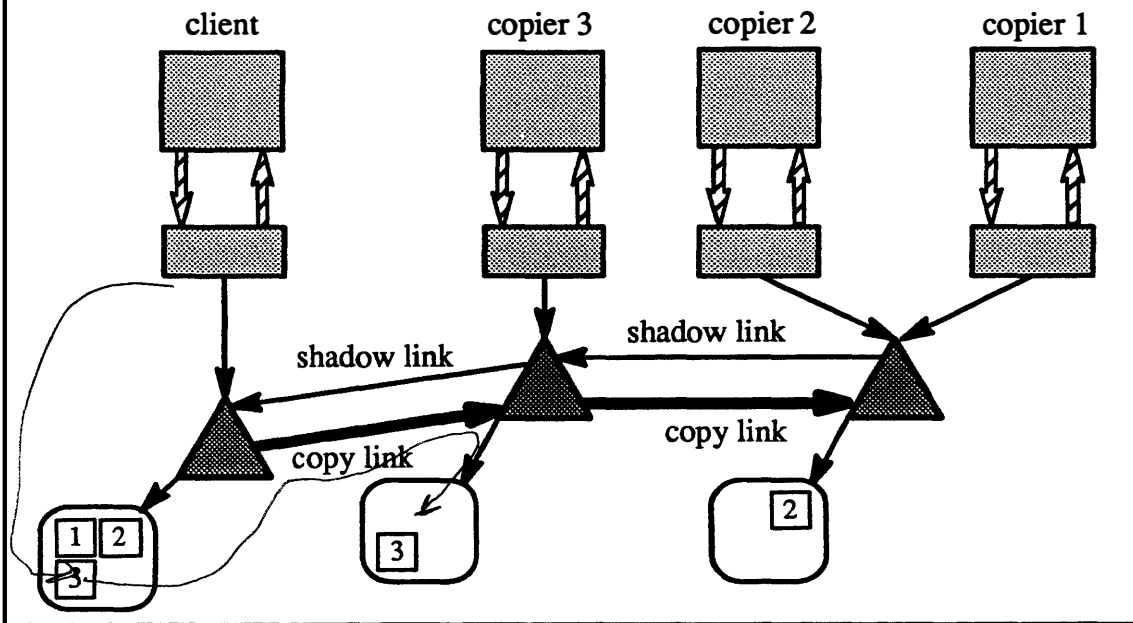 client
copier 3
copier 2
copier 1
shadow link
shadow link
copy link
copy link
1 2
3
3
2